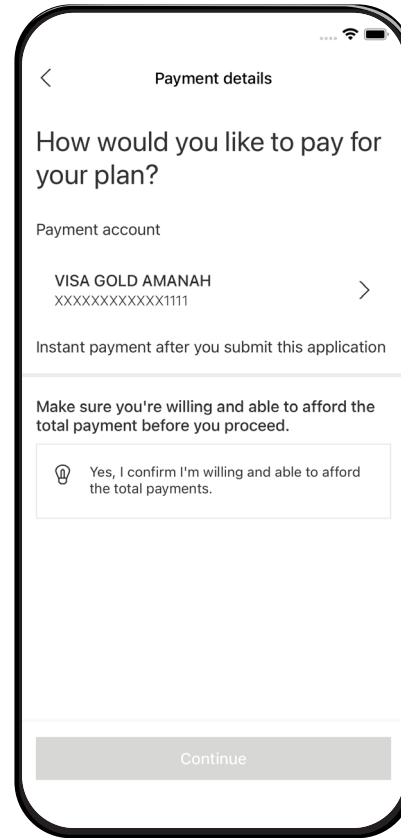 Payment details
How would you like to pay for
your plan?
Payment account
VISA GOLD AMANAH
XXXXXXXXXXXX1111
Instant payment after you submit this application
Make sure you're willing and able to afford the
total payment before you proceed.
Yes, I confirm I'm willing and able to afford
the total payments.
Continue